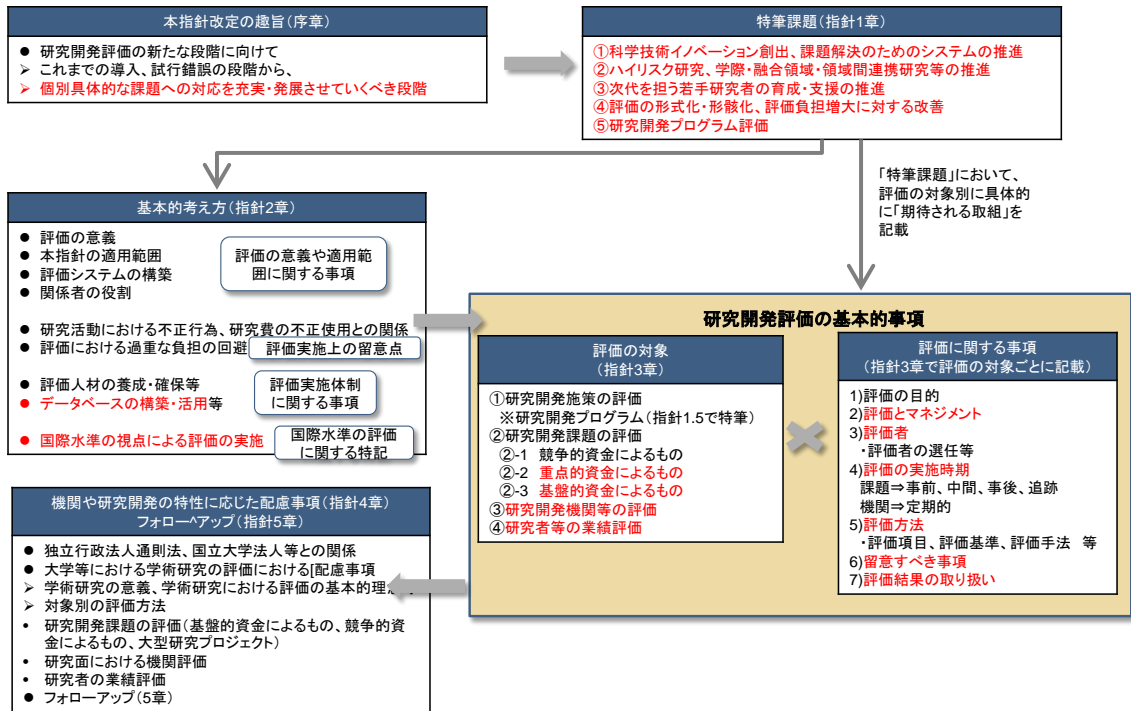 本指針改定の趣旨(序章)
● 研究開発評価の新たな段階に向けて
➢ これまでの導入、試行錯誤の段階から、
➢ 個別具体的な課題への対応を充実・発展させていくべき段階
特筆課題(指針1章)
①科学技術イノベーション創出、課題解決のためのシステムの推進
②ハイリスク研究、学際・融合領域・領域間連携研究等の推進
③次代を担う若手研究者の育成・支援の推進
④評価の形式化・形骸化、評価負担増大に対する改善
⑤研究開発プログラム評価
「特筆課題」において、
評価の対象別に具体的
に「期待される取組」を
記載
基本的考え方(指針2章)
● 評価の意義
● 本指針の適用範囲
● 評価システムの構築
● 関係者の役割
評価の意義や適用範
囲に関する事項
● 研究活動における不正行為、研究費の不正使用との関係
● 評価における過重な負担の回避
評価実施上の留意点
● 評価人材の養成・確保等
● データベースの構築・活用等
評価実施体制
に関する事項
● 国際水準の視点による評価の実施
国際水準の評価
に関する特記
研究開発評価の基本的事項
評価の対象
(指針3章)
①研究開発施策の評価
※研究開発プログラム(指針1.5で特筆)
②研究開発課題の評価
②-1 競争的資金によるもの
②-2 重点的資金によるもの
②-3 基盤的資金によるもの
③研究開発機関等の評価
④研究者等の業績評価
評価に関する事項
(指針3章で評価の対象ごとに記載)
1)評価の目的
2)評価とマネジメント
3)評価者
・評価者の選任等
4)評価の実施時期
課題⇒事前、中間、事後、追跡
機関⇒定期的
5)評価方法
・評価項目、評価基準、評価手法 等
6)留意すべき事項
7)評価結果の取り扱い
機関や研究開発の特性に応じた配慮事項(指針4章)
フォロー^アップ(指針5章)
● 独立行政法人通則法、国立大学法人等との関係
● 大学等における学術研究の評価における[配慮事項
➢ 学術研究の意義、学術研究における評価の基本的理
➢ 対象別の評価方法
• 研究開発課題の評価(基盤的資金によるもの、競争的資
金によるもの、大型研究プロジェクト)
• 研究面における機関評価
• 研究者の業績評価
● フォローアップ(5章)